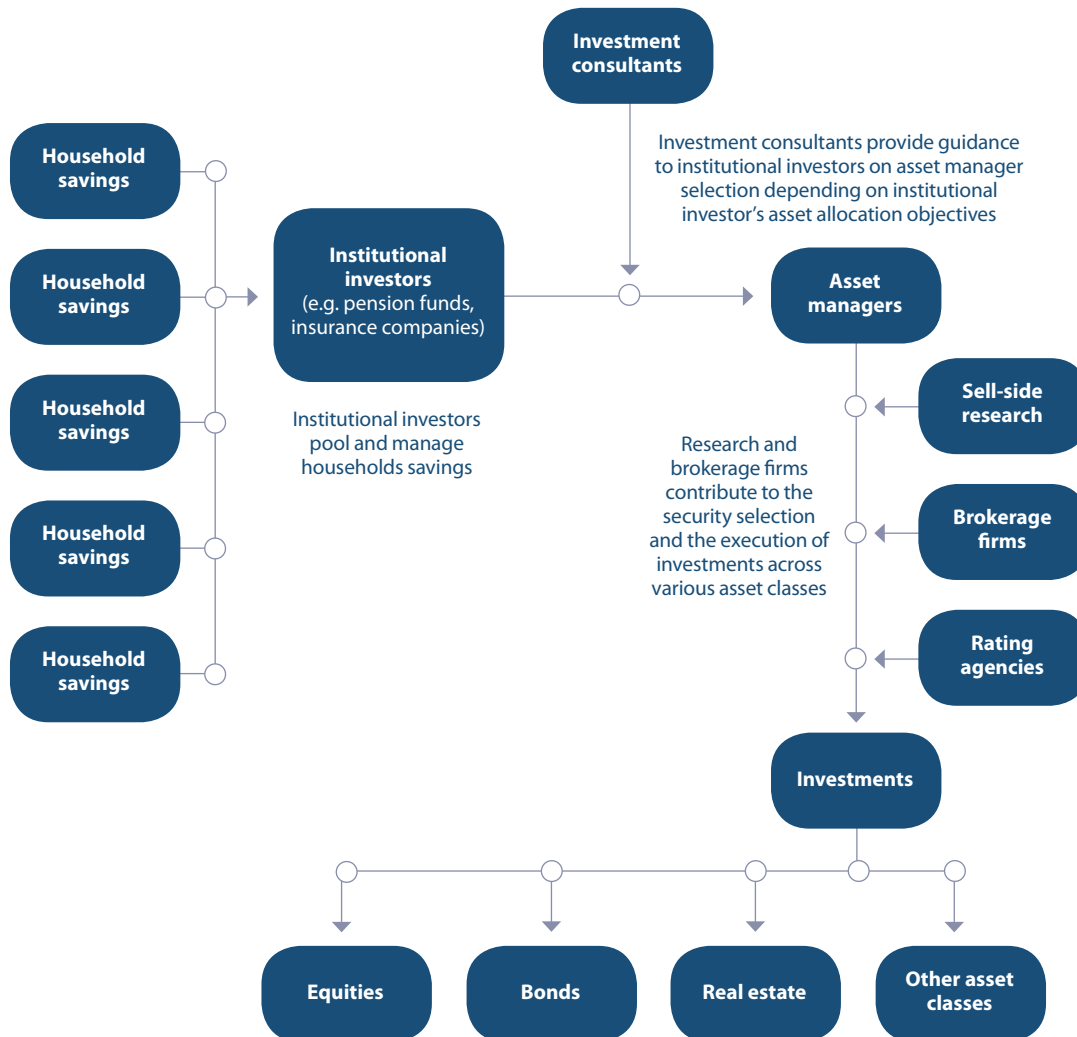 Investment
consultants
Investment consultants provide guidance
to institutional investors on asset manager
selection depending on institutional
investor’s asset allocation objectives
Household
savings
Household
savings
Household
savings
Household
savings
Household
savings
Institutional
investors
(e.g. pension funds,
insurance companies)
Institutional investors
pool and manage
households savings
Asset
managers
Sell-side
research
Brokerage
firms
Rating
agencies
Research and
brokerage firms
contribute to the
security selection
and the execution of
investments across
various asset classes
Investments
Equities
Bonds
Real estate
Other asset
classes